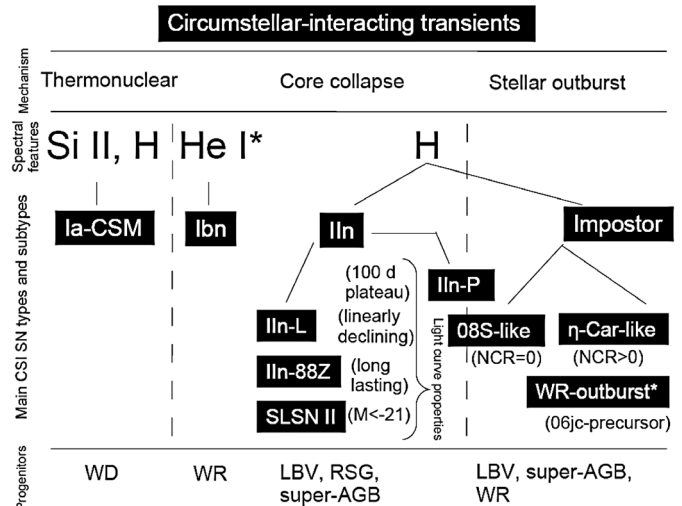 Circumstellar-interacting transients
Mechanism
Thermonuclear
Core collapse
Stellar outburst
Spectral
features
Si II, H
He I*
H
Main CSI SN types and subtypes
Ia-CSM
Ibn
IIn
Impostor
(100 d
plateau)
IIn-P
IIn-L
(linearly
declining)
IIn-88Z
(long
lasting)
SLSN II
(M<-21)
Light curve properties
08S-like
(NCR=0)
η-Car-like
(NCR>0)
WR-outburst*
(06jc-precursor)
Progenitors
WD
WR
LBV, RSG,
super-AGB
LBV, super-AGB,
WR